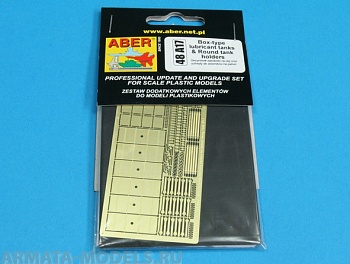 www.aber.net.pl
ABER
48 A17
Box-type
lubricant tanks
& Round tank
holders
PROFESSIONAL UPDATE AND UPGRADE SET
FOR SCALE PLASTIC MODELS
ZESTAW DODATKOWYCH ELEMENTÓW
DO MODELI PLASTIKOWYCH
ARMATA-MODELS.RU